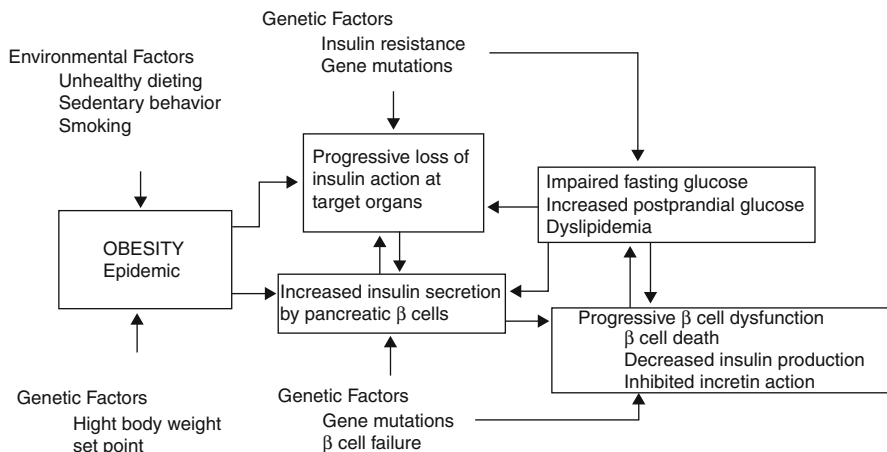 Genetic Factors
Insulin resistance
Gene mutations
Environmental Factors
Unhealthy dieting
Sedentary behavior
Smoking
Progressive loss of
insulin action at
target organs
Impaired fasting glucose
Increased postprandial glucose
Dyslipidemia
OBESITY
Epidemic
Increased insulin secretion
by pancreatic β cells
Progressive β cell dysfunction
β cell death
Decreased insulin production
Inhibited incretin action
Genetic Factors
Hight body weight
set point
Genetic Factors
Gene mutations
β cell failure